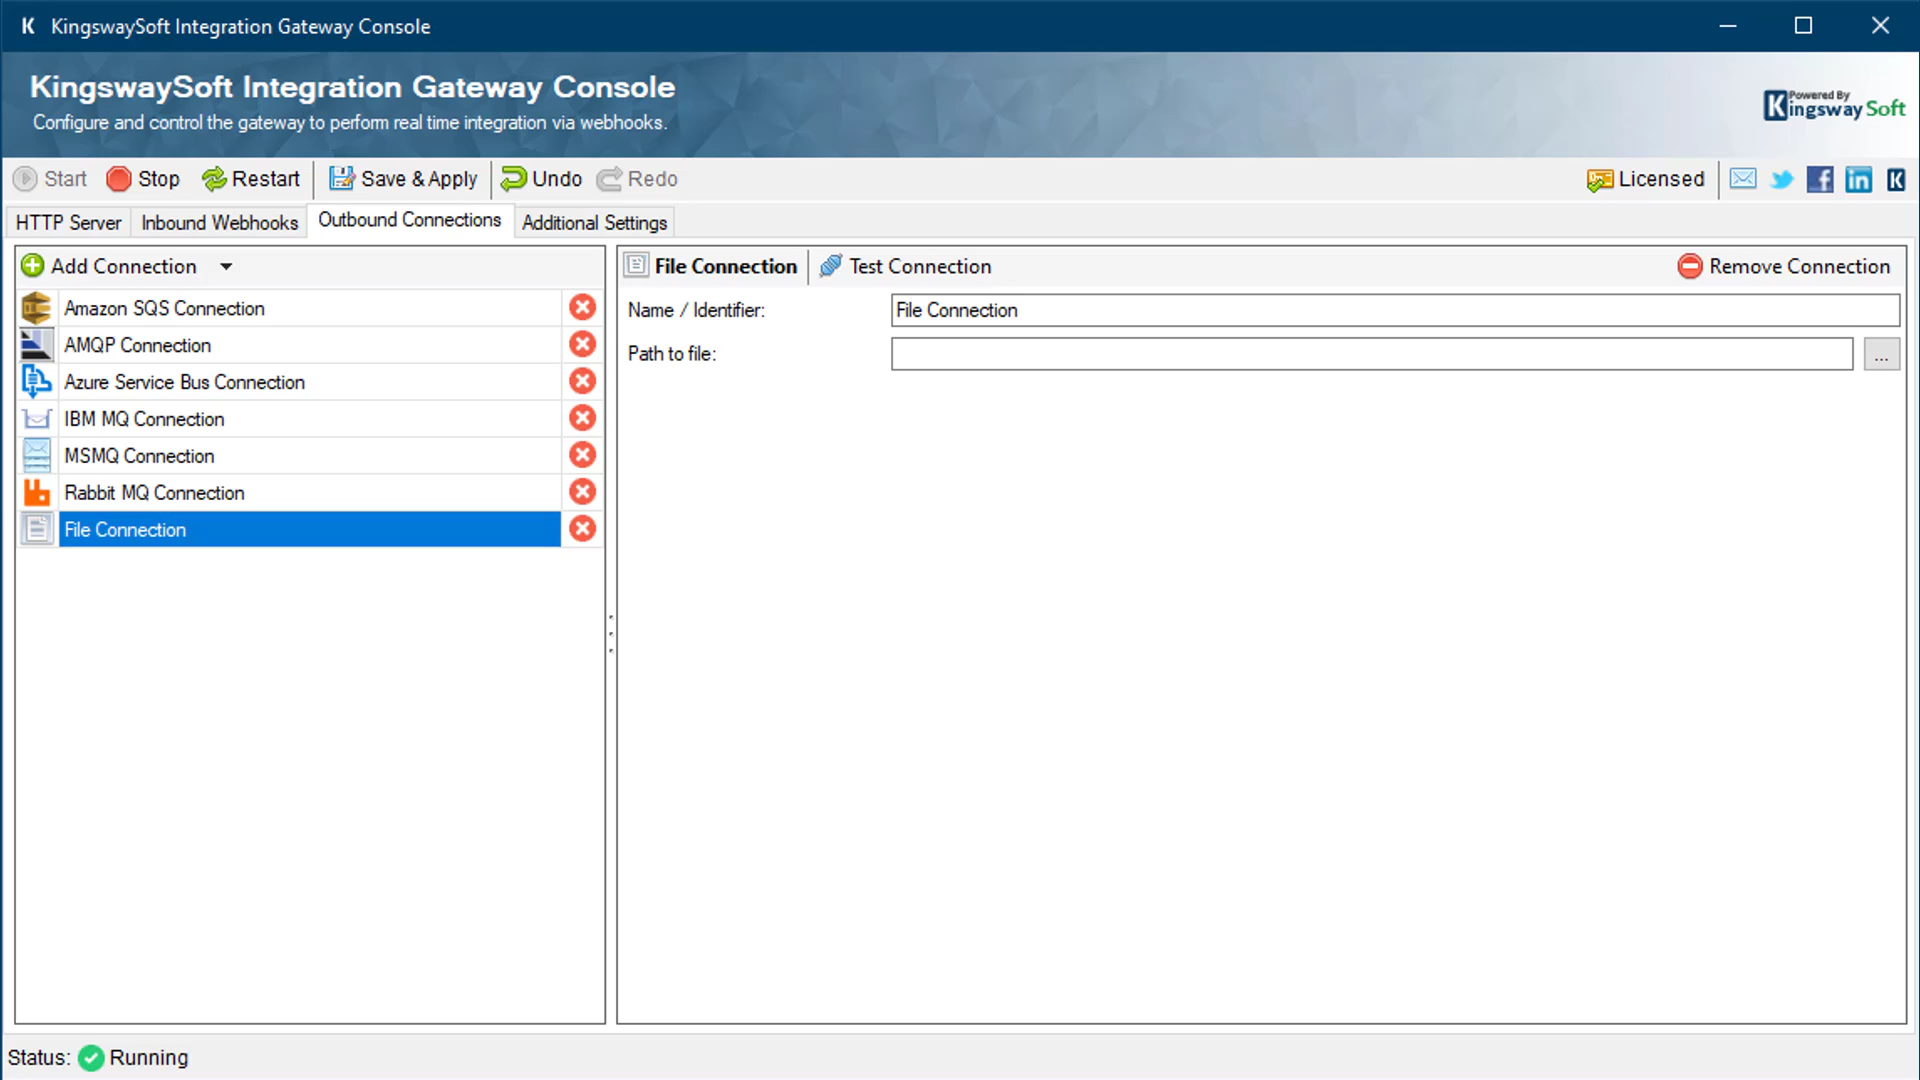 KingswaySoft Integration Gateway Console
KingswaySoft Integration Gateway Console
Configure and control the gateway to perform real time integration via webhooks.
Powered By
KingswaySoft
Start Stop Restart Save & Apply Undo Redo Licensed
HTTP Server Inbound Webhooks Outbound Connections Additional Settings
Add Connection
Amazon SQS Connection
AMQP Connection
Azure Service Bus Connection
IBM MQ Connection
MSMQ Connection
Rabbit MQ Connection
File Connection
File Connection Test Connection Remove Connection
Name / Identifier: File Connection
Path to file: ...
Status: Running